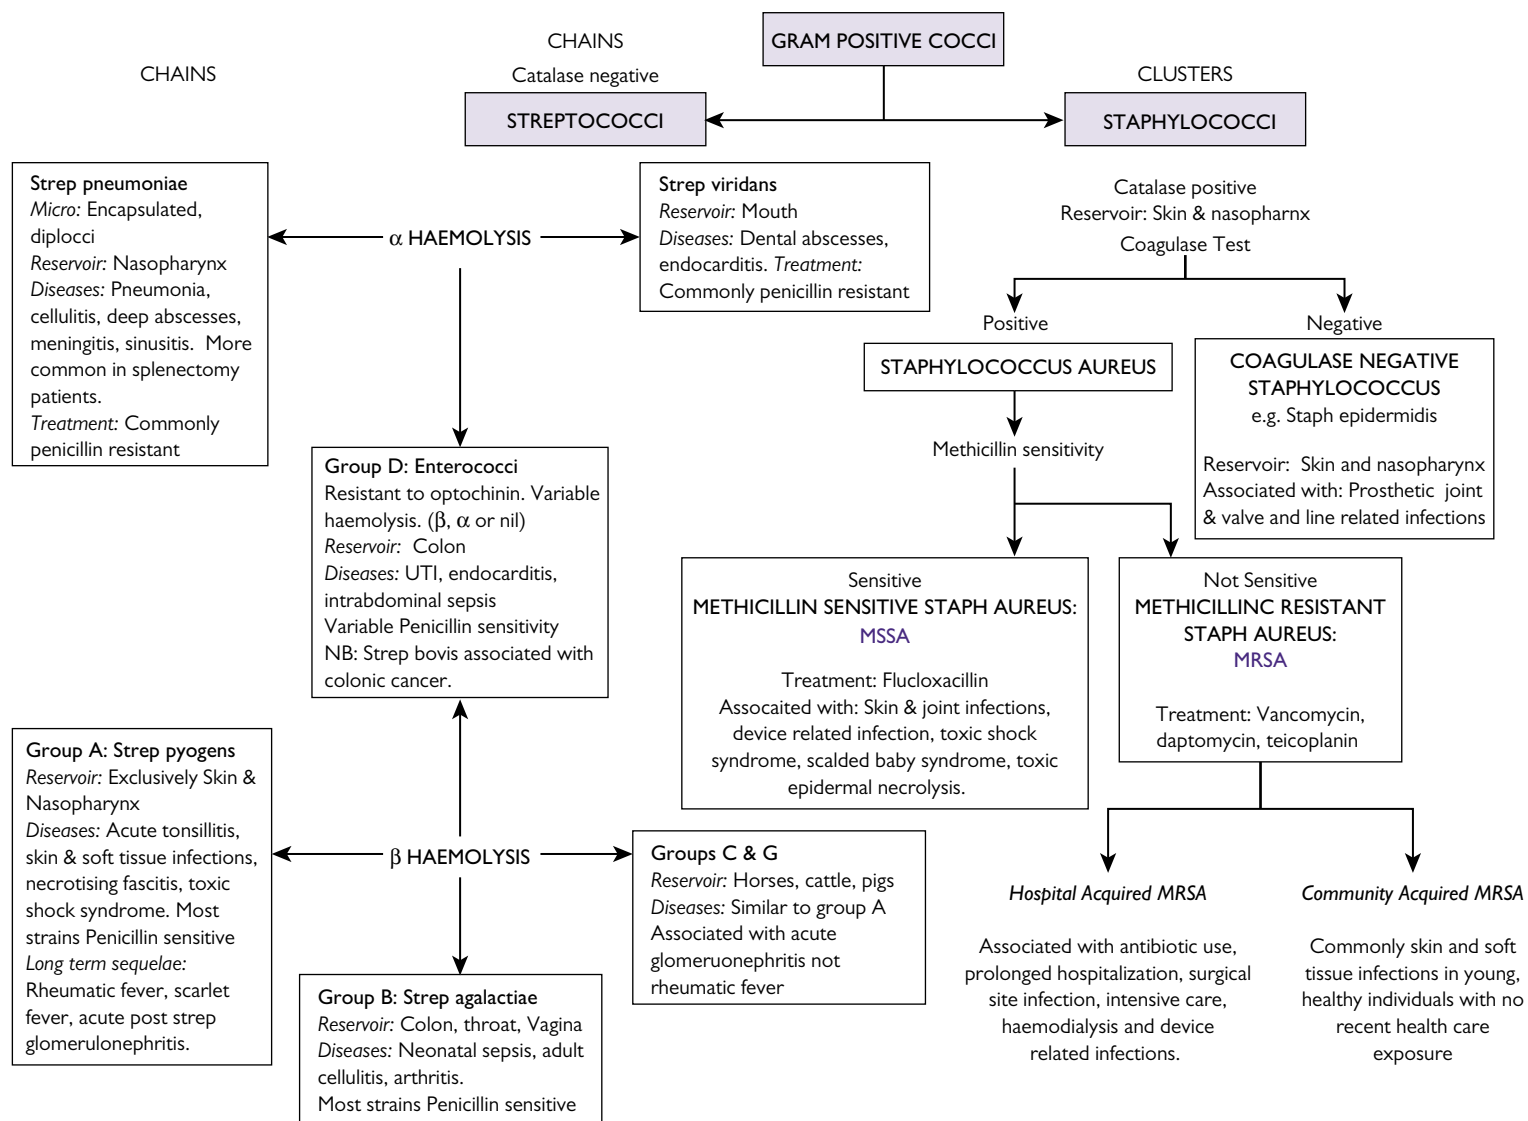 GRAM POSITIVE COCCI
CHAINS
CHAINS
Catalase negative
STREPTOCOCCI
CLUSTERS
STAPHYLOCOCCI
Strep pneumoniae
Micro: Encapsulated,
diplocci
Reservoir: Nasopharynx
Diseases: Pneumonia,
cellulitis, deep abscesses,
meningitis, sinusitis. More
common in splenectomy
patients.
Treatment: Commonly
penicillin resistant
α HAEMOLYSIS
Strep viridans
Reservoir: Mouth
Diseases: Dental abscesses,
endocarditis. Treatment:
Commonly penicillin resistant
Group D: Enterococci
Resistant to optochinin. Variable
haemolysis. (β, α or nil)
Reservoir: Colon
Diseases: UTI, endocarditis,
intrabdominal sepsis
Variable Penicillin sensitivity
NB: Strep bovis associated with
colonic cancer.
Group A: Strep pyogens
Reservoir: Exclusively Skin &
Nasopharynx
Diseases: Acute tonsillitis,
skin & soft tissue infections,
necrotising fascitis, toxic
shock syndrome. Most
strains Penicillin sensitive
Long term sequelae:
Rheumatic fever, scarlet
fever, acute post strep
glomerulonephritis.
β HAEMOLYSIS
Groups C & G
Reservoir: Horses, cattle, pigs
Diseases: Similar to group A
Associated with acute
glomeruonephritis not
rheumatic fever
Group B: Strep agalactiae
Reservoir: Colon, throat, Vagina
Diseases: Neonatal sepsis, adult
cellulitis, arthritis.
Most strains Penicillin sensitive
Catalase positive
Reservoir: Skin & nasopharnx
Coagulase Test
Positive
STAPHYLOCOCCUS AUREUS
Methicillin sensitivity
Negative
COAGULASE NEGATIVE
STAPHYLOCOCCUS
e.g. Staph epidermidis
Reservoir: Skin and nasopharynx
Associated with: Prosthetic joint
& valve and line related infections
Sensitive
METHICILLIN SENSITIVE STAPH AUREUS:
MSSA
Treatment: Flucloxacillin
Assocaited with: Skin & joint infections,
device related infection, toxic shock
syndrome, scalded baby syndrome, toxic
epidermal necrolysis.
Not Sensitive
METHICILLINC RESISTANT
STAPH AUREUS:
MRSA
Treatment: Vancomycin,
daptomycin, teicoplanin
Hospital Acquired MRSA
Associated with antibiotic use,
prolonged hospitalization, surgical
site infection, intensive care,
haemodialysis and device
related infections.
Community Acquired MRSA
Commonly skin and soft
tissue infections in young,
healthy individuals with no
recent health care
exposure